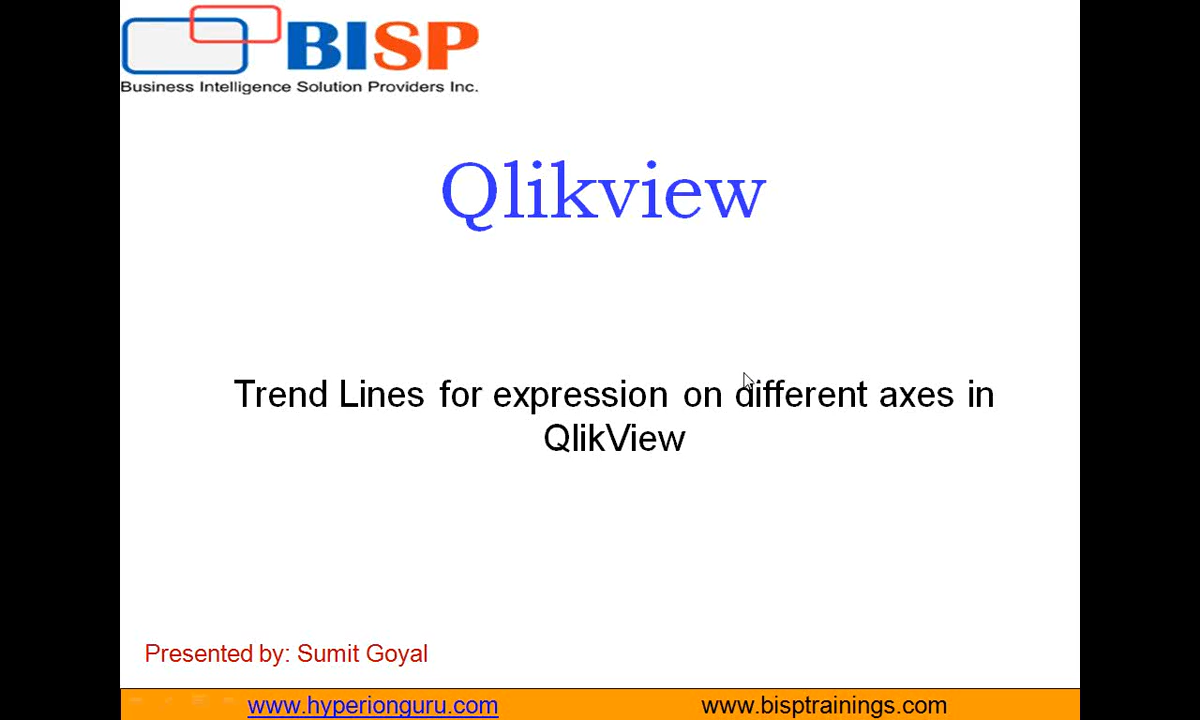 BISP
Business Intelligence Solution Providers Inc.
Qlikview
Trend Lines for expression on different axes in
QlikView
Presented by: Sumit Goyal
www.hyperionguru.com www.bisptrainings.com